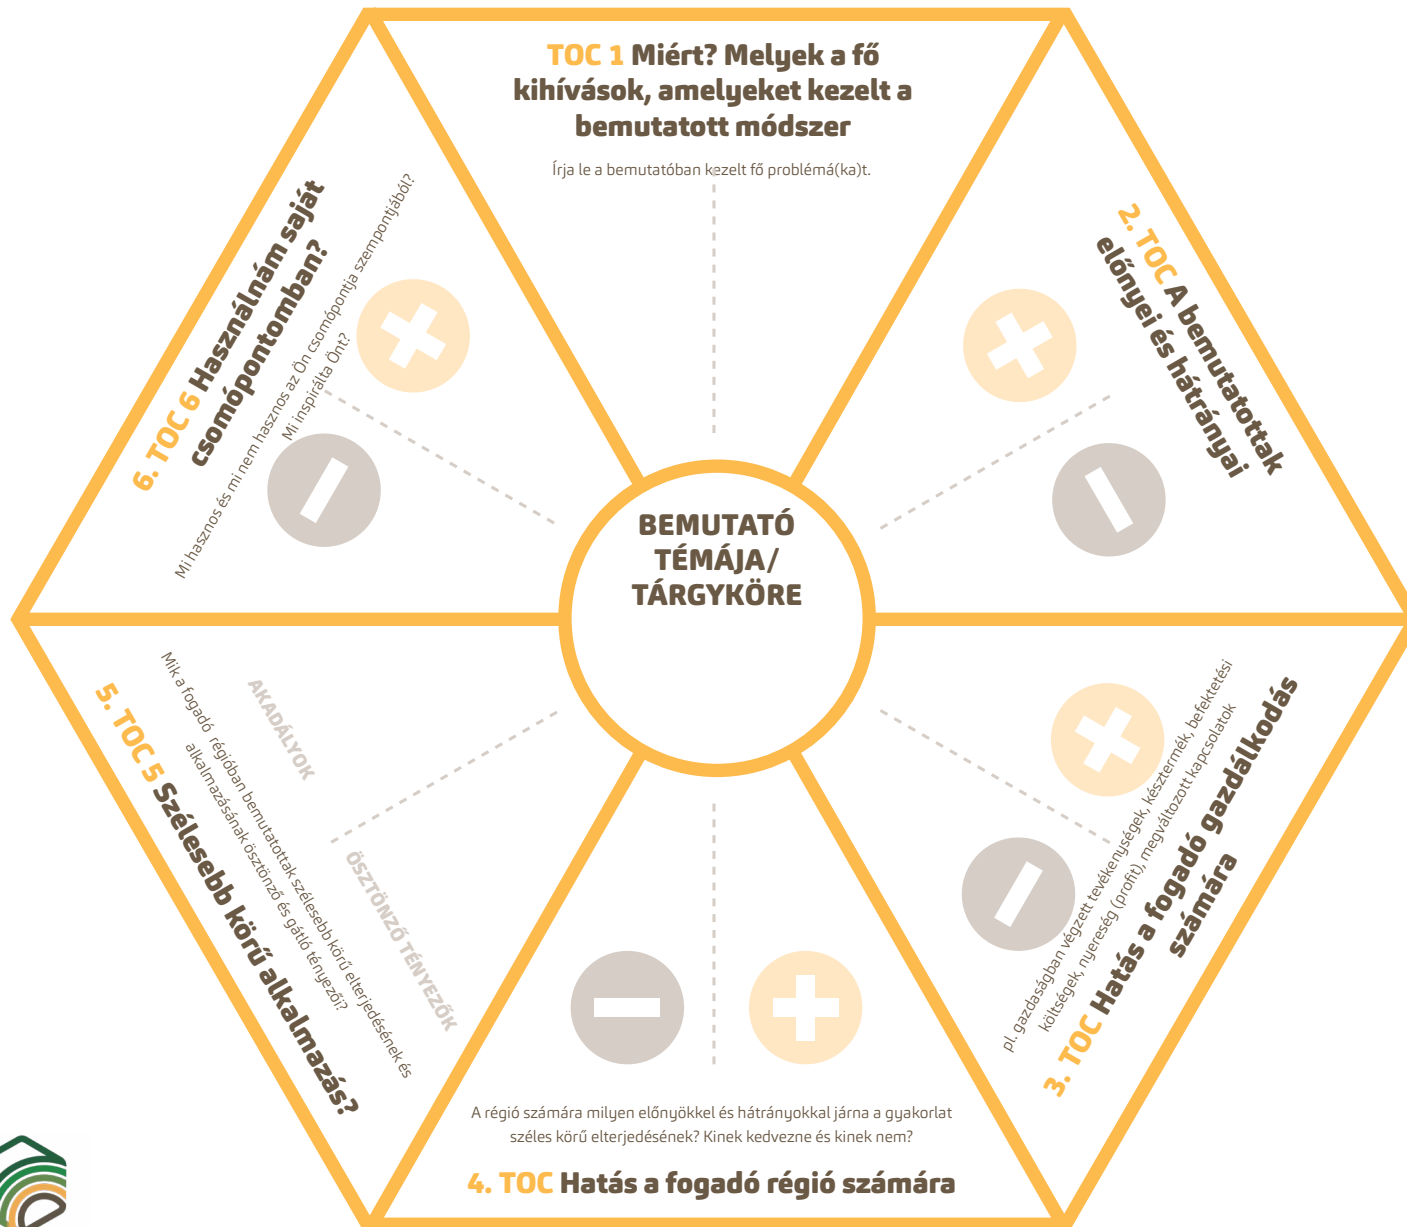 TOC 1 Miért? Melyek a fő
kihívások, amelyeket kezelt a
bemutatott módszer
Írja le a bemutatóban kezelt fő problémá(ka)t.
2. TOC A bemutatottak
előnyei és hátrányai
BEMUTATÓ
TÉMÁJA/
TÁRGYKÖRE
pl. gazdaságban végzett tevékenységek, késztermék, befektetési
költségek, nyereség (profit), megváltozott kapcsolatok
3. TOC Hatás a fogadó gazdálkodás
számára
A régió számára milyen előnyökkel és hátrányokkal járna a gyakorlat
széles körű elterjedésének? Kinek kedvezne és kinek nem?
4. TOC Hatás a fogadó régió számára
AKADÁLYOK
ÖSZTÖNZŐ TÉNYEZŐK
Mik a fogadó régióban bemutatottak szélesebb körű elterjedésének és
alkalmazásának ösztönző és gátló tényezői?
5. TOC 5 Szélesebb körű alkalmazás?
6. TOC 6 Használnám saját
csomópontomban?
Mi hasznos és mi nem hasznos az Ön csomópontja szempontjából?
Mi inspirálta Önt?